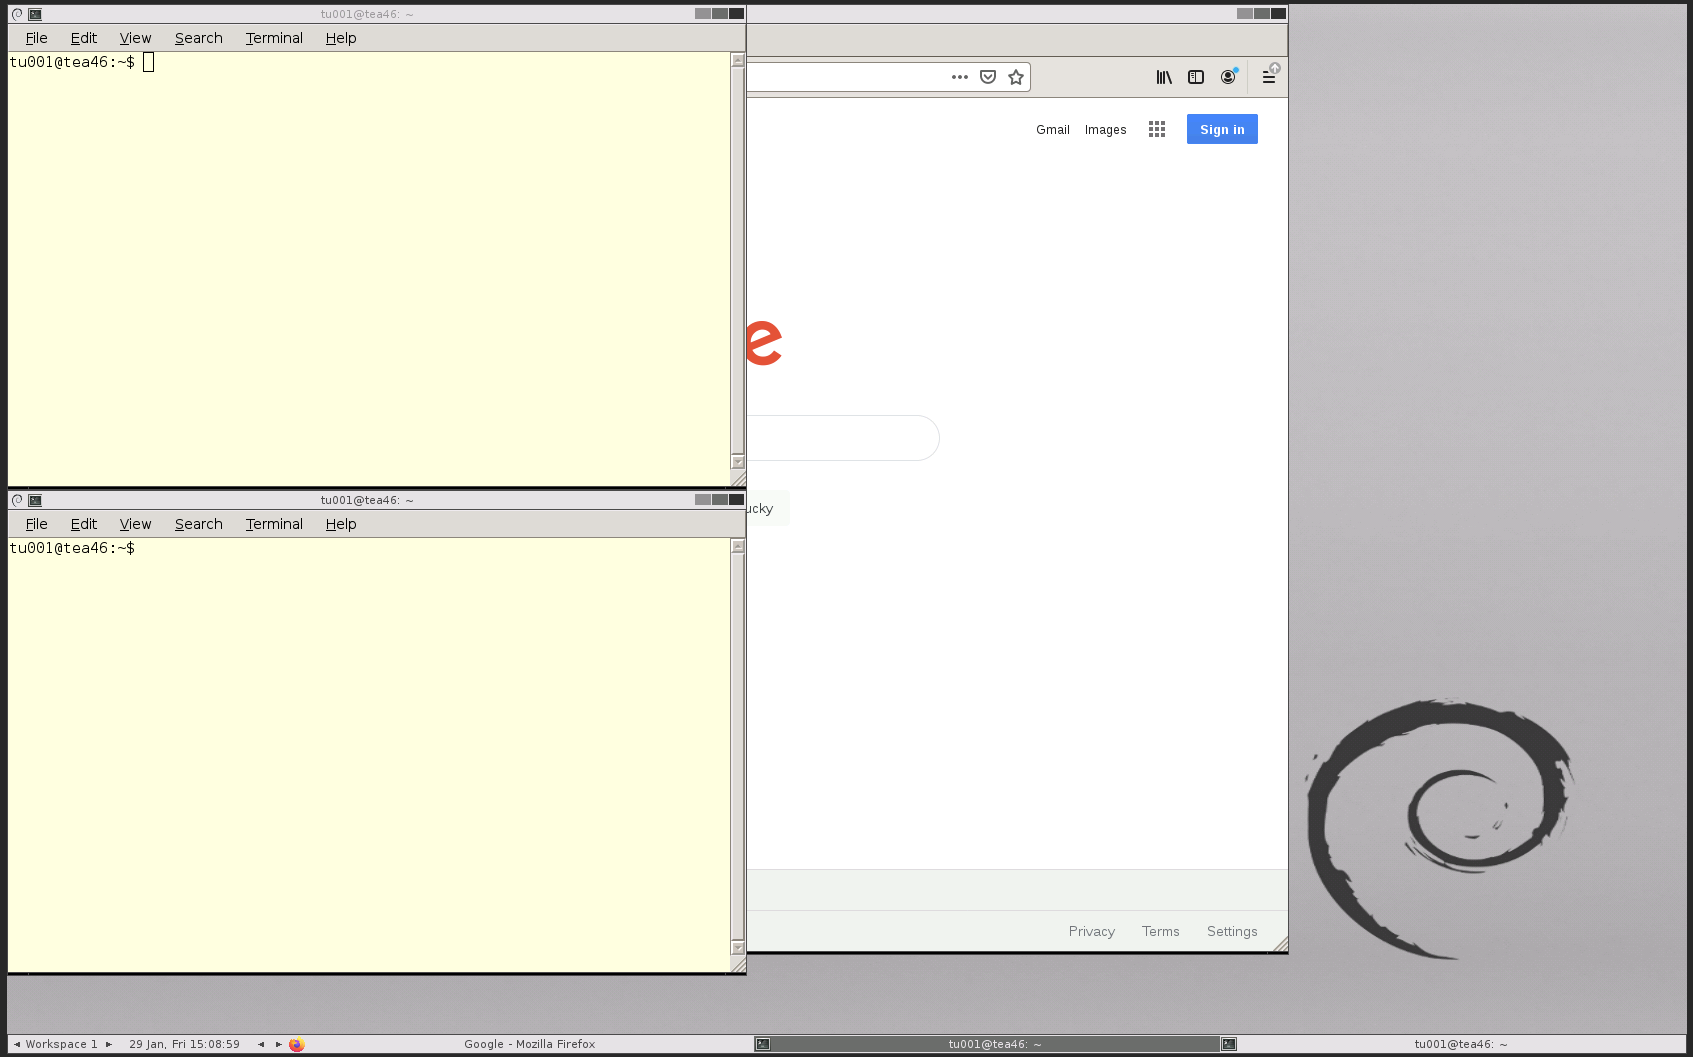 tu001@tea46: ~
File Edit View Search Terminal Help
tu001@tea46:~$
Gmail Images Sign in
e
tu001@tea46: ~
ucky
File Edit View Search Terminal Help
tu001@tea46:~$
Privacy Terms Settings
Workspace 1 29 Jan, Fri 15:08:59 Google - Mozilla Firefox tu001@tea46: ~ tu001@tea46: ~